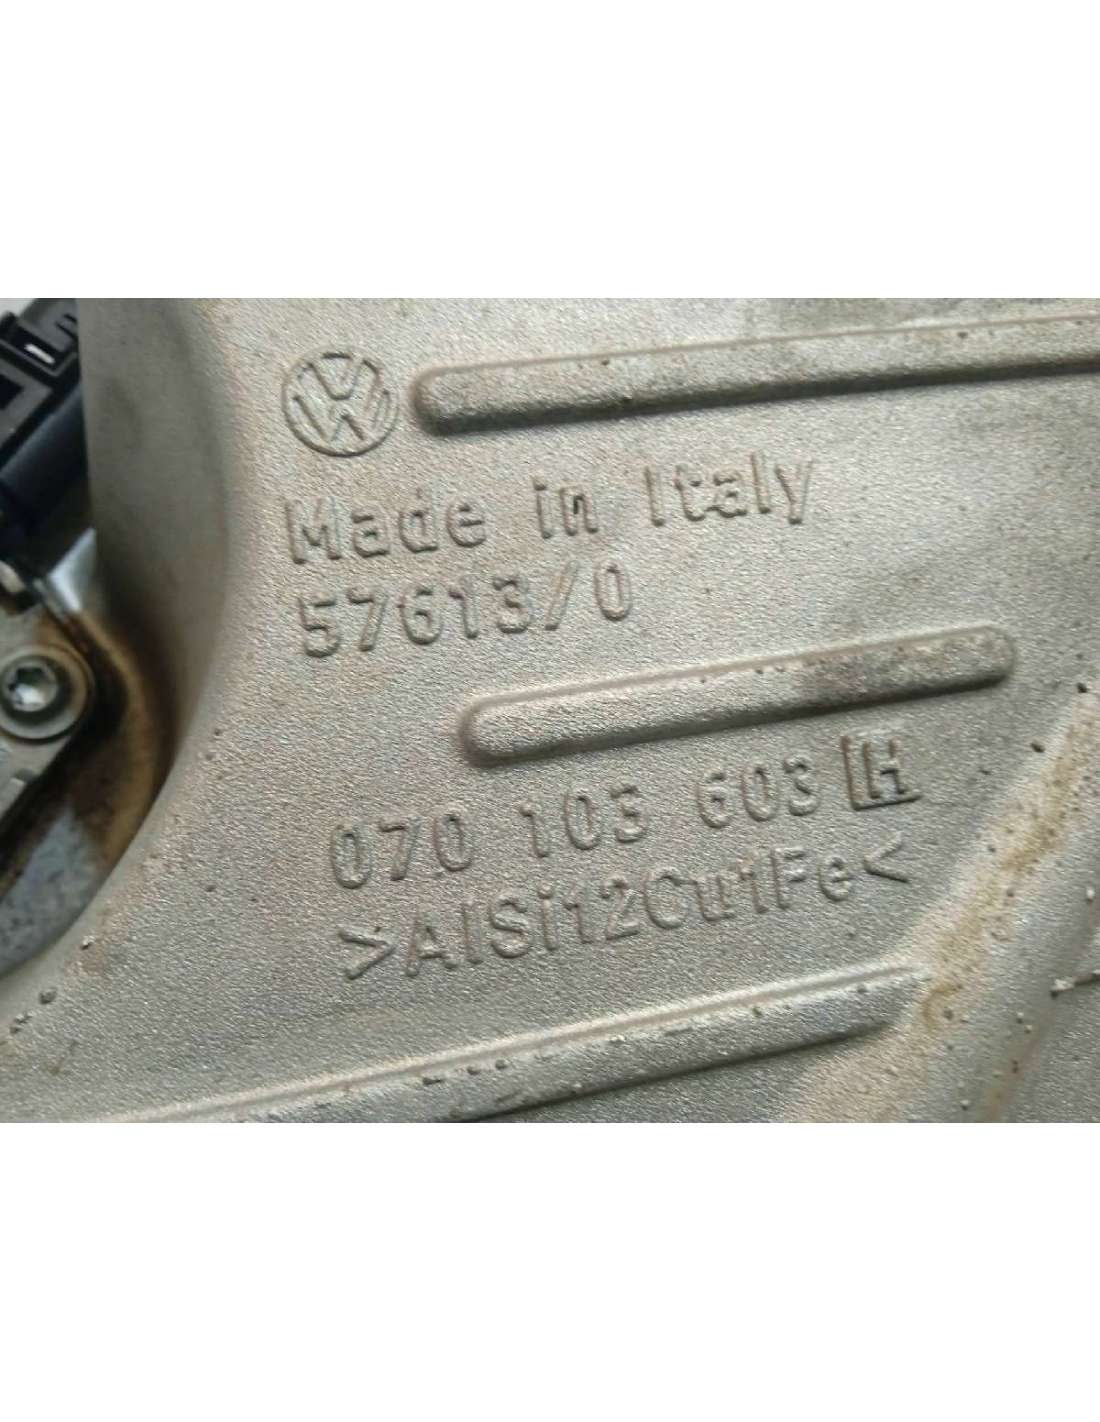 Made in Italy
57613/0
070 103 603 H
>AlSi12Cu1Fe<